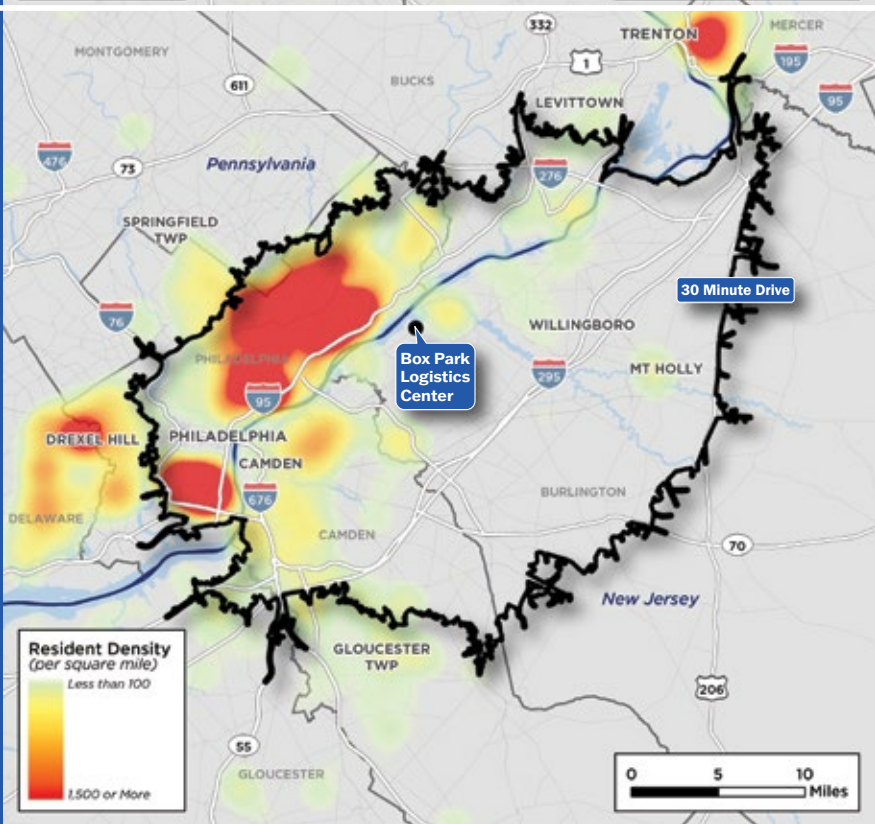 332
TRENTON
MERCER
MONTGOMERY
1
195
611
BUCKS
95
LEVITTOWN
476
73
Pennsylvania
276
SPRINGFIELD
TWP
30 Minute Drive
76
WILLINGBORO
PHILADELPHIA
Box Park
Logistics
Center
295
MT HOLLY
95
DREXEL HILL
PHILADELPHIA
CAMDEN
676
BURLINGTON
DELAWARE
CAMDEN
70
New Jersey
Resident Density
(per square mile)
Less than 100
1,500 or More
GLOUCESTER
TWP
206
55
GLOUCESTER
0 5 10
Miles